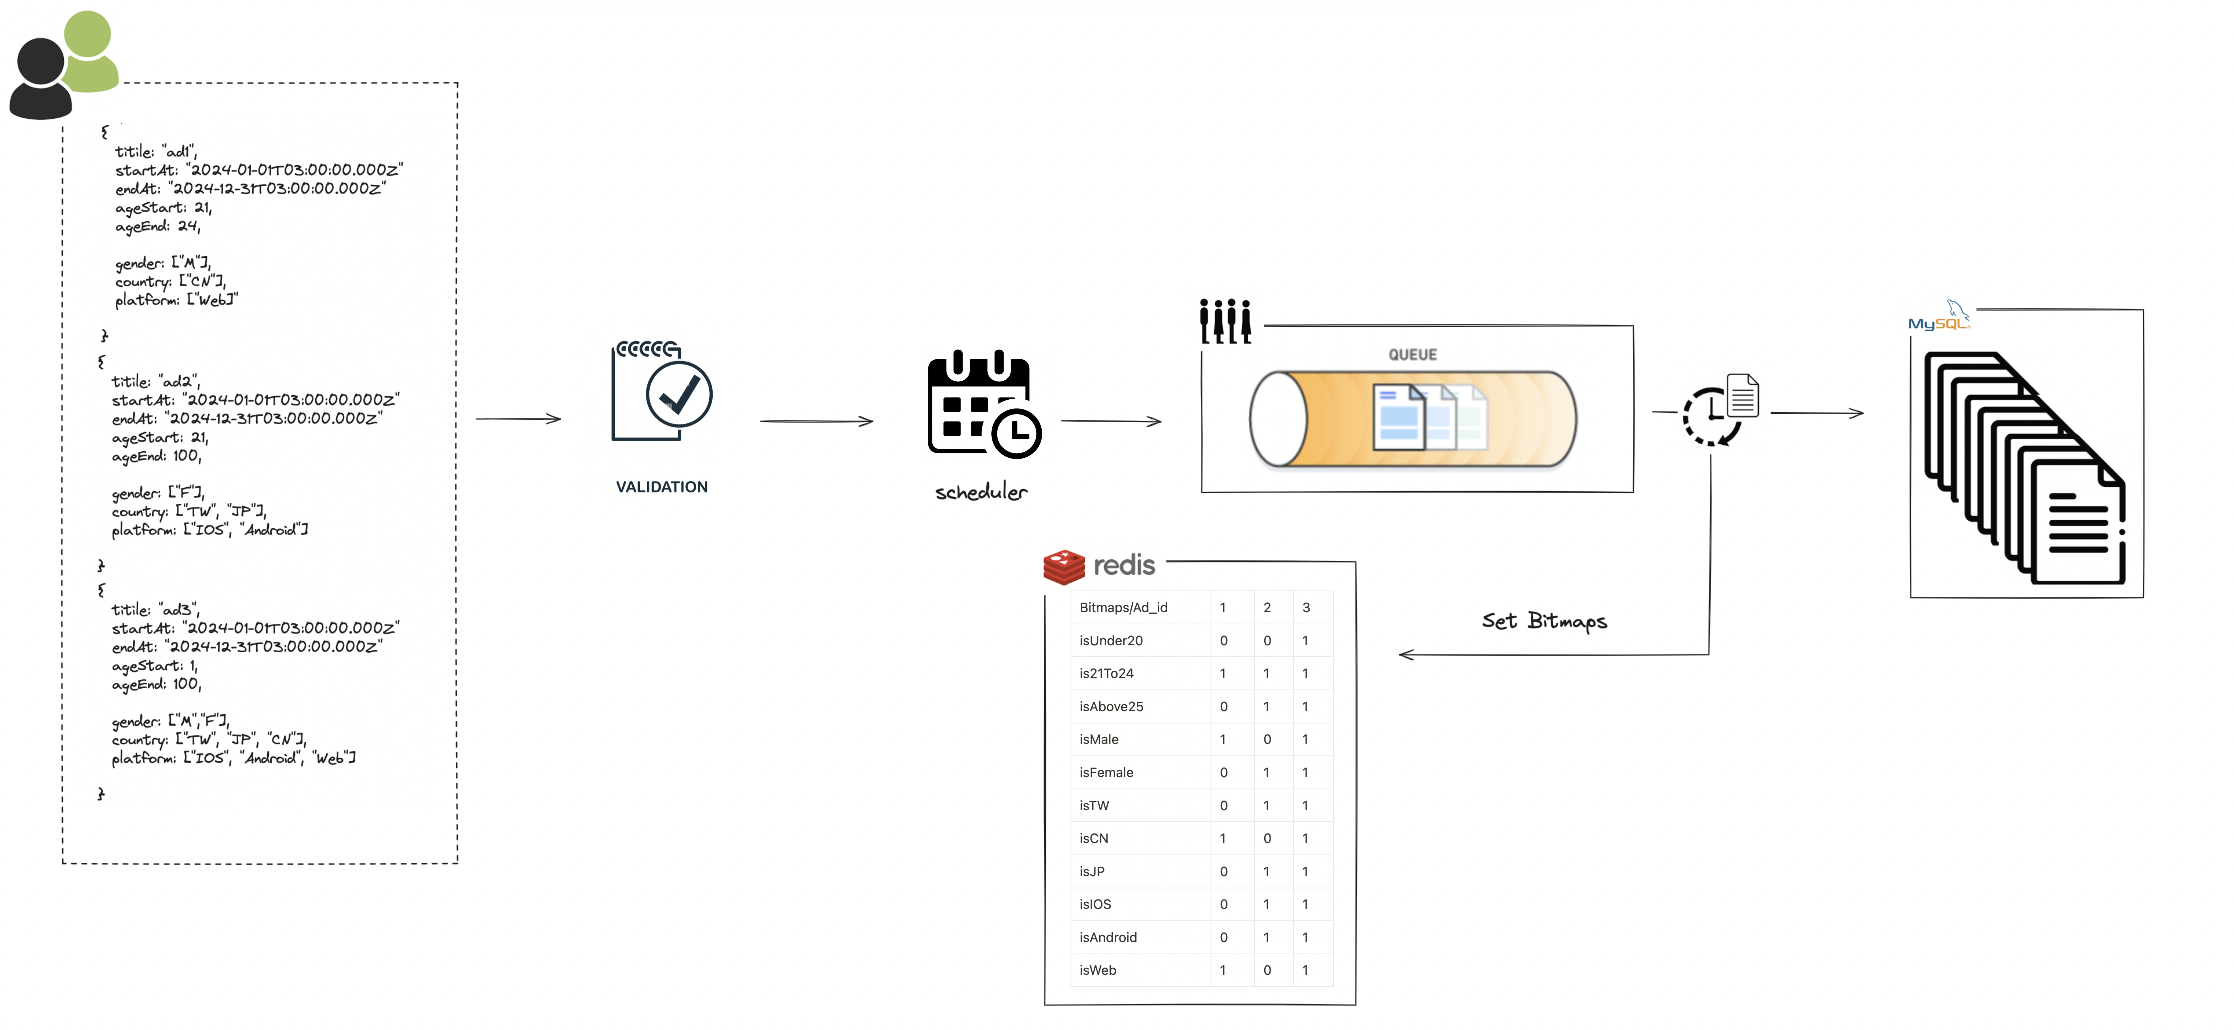 {
titile: "ad1",
startAt: "2024-01-01T03:00:00.000Z"
endAt: "2024-12-31T03:00:00.000Z"
ageStart: 21,
ageEnd: 24,
gender: ["M"],
country: ["CN"],
platform: ["Web]"
}
{
titile: "ad2",
startAt: "2024-01-01T03:00:00.000Z"
endAt: "2024-12-31T03:00:00.000Z"
ageStart: 21,
ageEnd: 100,
gender: ["F"],
country: ["TW", "JP"],
platform: ["IOS", "Android"]
}
{
titile: "ad3",
startAt: "2024-01-01T03:00:00.000Z"
endAt: "2024-12-31T03:00:00.000Z"
ageStart: 1,
ageEnd: 100,
gender: ["M","F"],
country: ["TW", "JP", "CN"],
platform: ["IOS", "Android", "Web"]
}
VALIDATION
scheduler
QUEUE
MySQL
Set Bitmaps
redis
Bitmaps/Ad_id 1 2 3
isUnder20 0 0 1
is21To24 1 1 1
isAbove25 0 1 1
isMale 1 0 1
isFemale 0 1 1
isTW 0 1 1
isCN 1 0 1
isJP 0 1 1
isIOS 0 1 1
isAndroid 0 1 1
isWeb 1 0 1